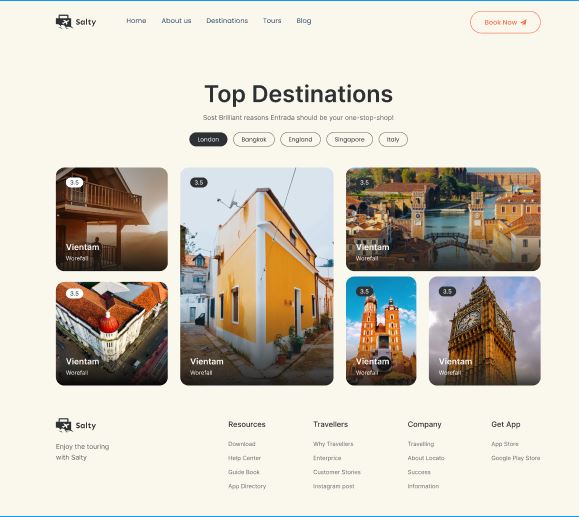 Salty
Home About us Destinations Tours Blog
Book Now
Top Destinations
Sost Brilliant reasons Entrada should be your one-stop-shop!
London Bangkok England Singapore Italy
3.5
Vientam
Worefall
3.5
Vientam
Worefall
3.5
Vientam
Worefall
3.5
Vientam
Worefall
3.5
Vientam
Worefall
3.5
Vientam
Worefall
Salty
Enjoy the touring
with Salty
Resources
Download
Help Center
Guide Book
App Directory
Travellers
Why Travellers
Enterprice
Customer Stories
Instagram post
Company
Travelling
About Locato
Success
Information
Get App
App Store
Google Play Store